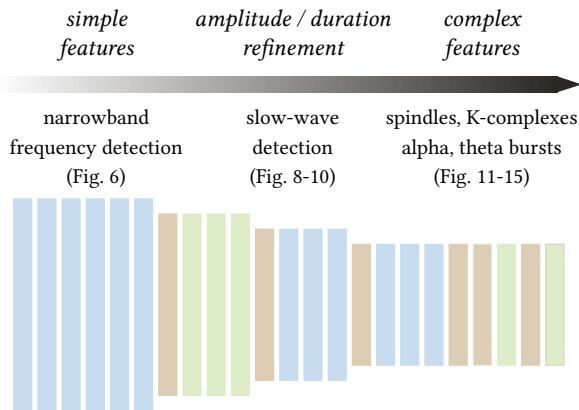 simple features
amplitude / duration refinement
complex features
narrowband
frequency detection
(Fig. 6)
slow-wave
detection
(Fig. 8-10)
spindles, K-complexes
alpha, theta bursts
(Fig. 11-15)